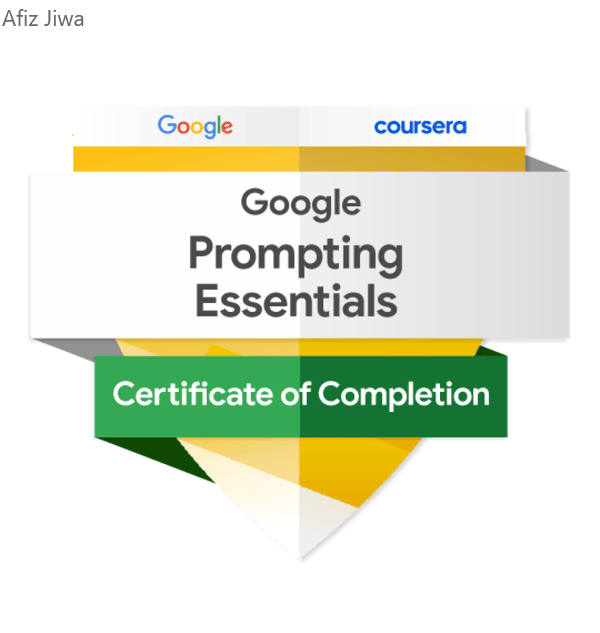 Afiz Jiwa
Google coursera
Google
Prompting
Essentials
Certificate of Completion